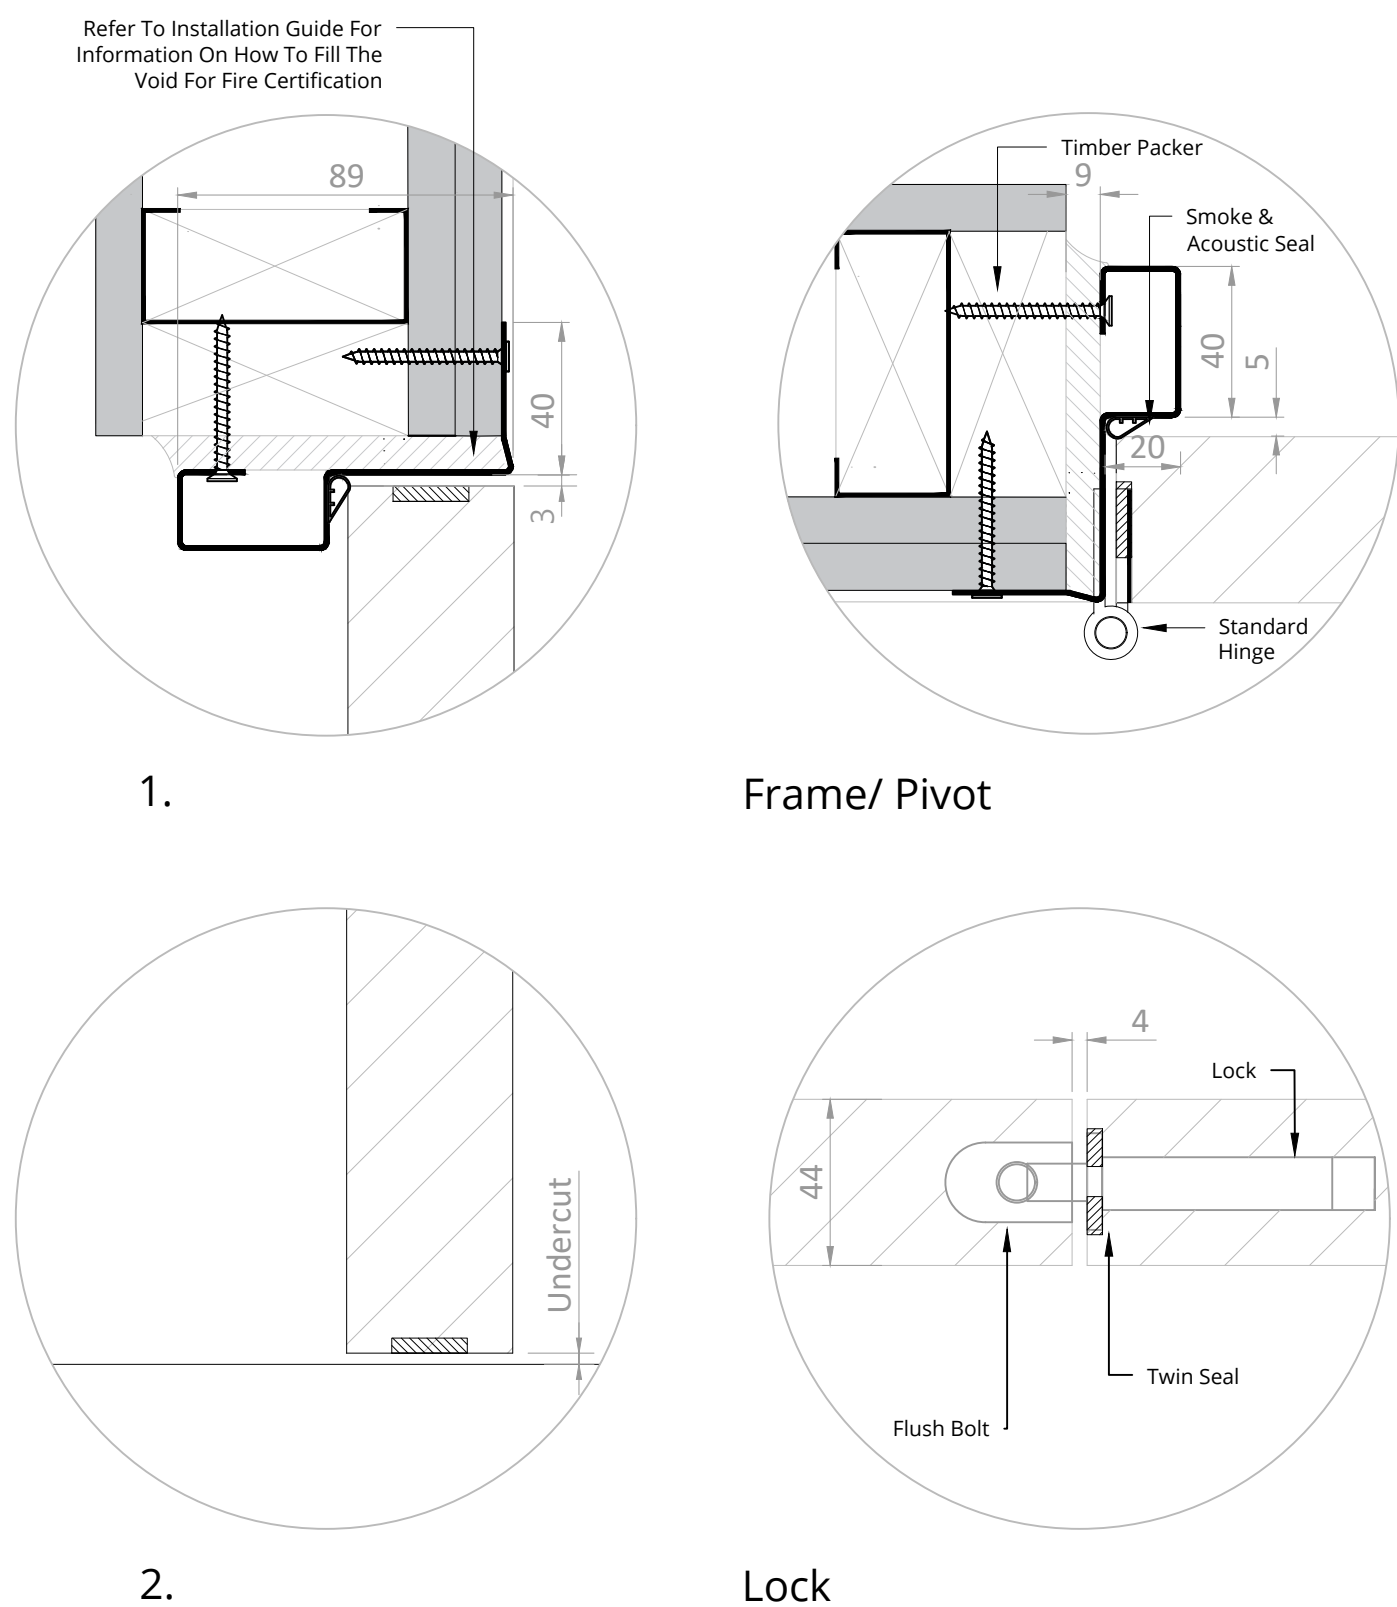 Refer To Installation Guide For
Information On How To Fill The
Void For Fire Certification
89
40
3
1.
Timber Packer
9
Smoke &
Acoustic Seal
40
5
20
Standard
Hinge
Frame/ Pivot
Undercut
2.
4
Lock
44
Twin Seal
Flush Bolt
Lock